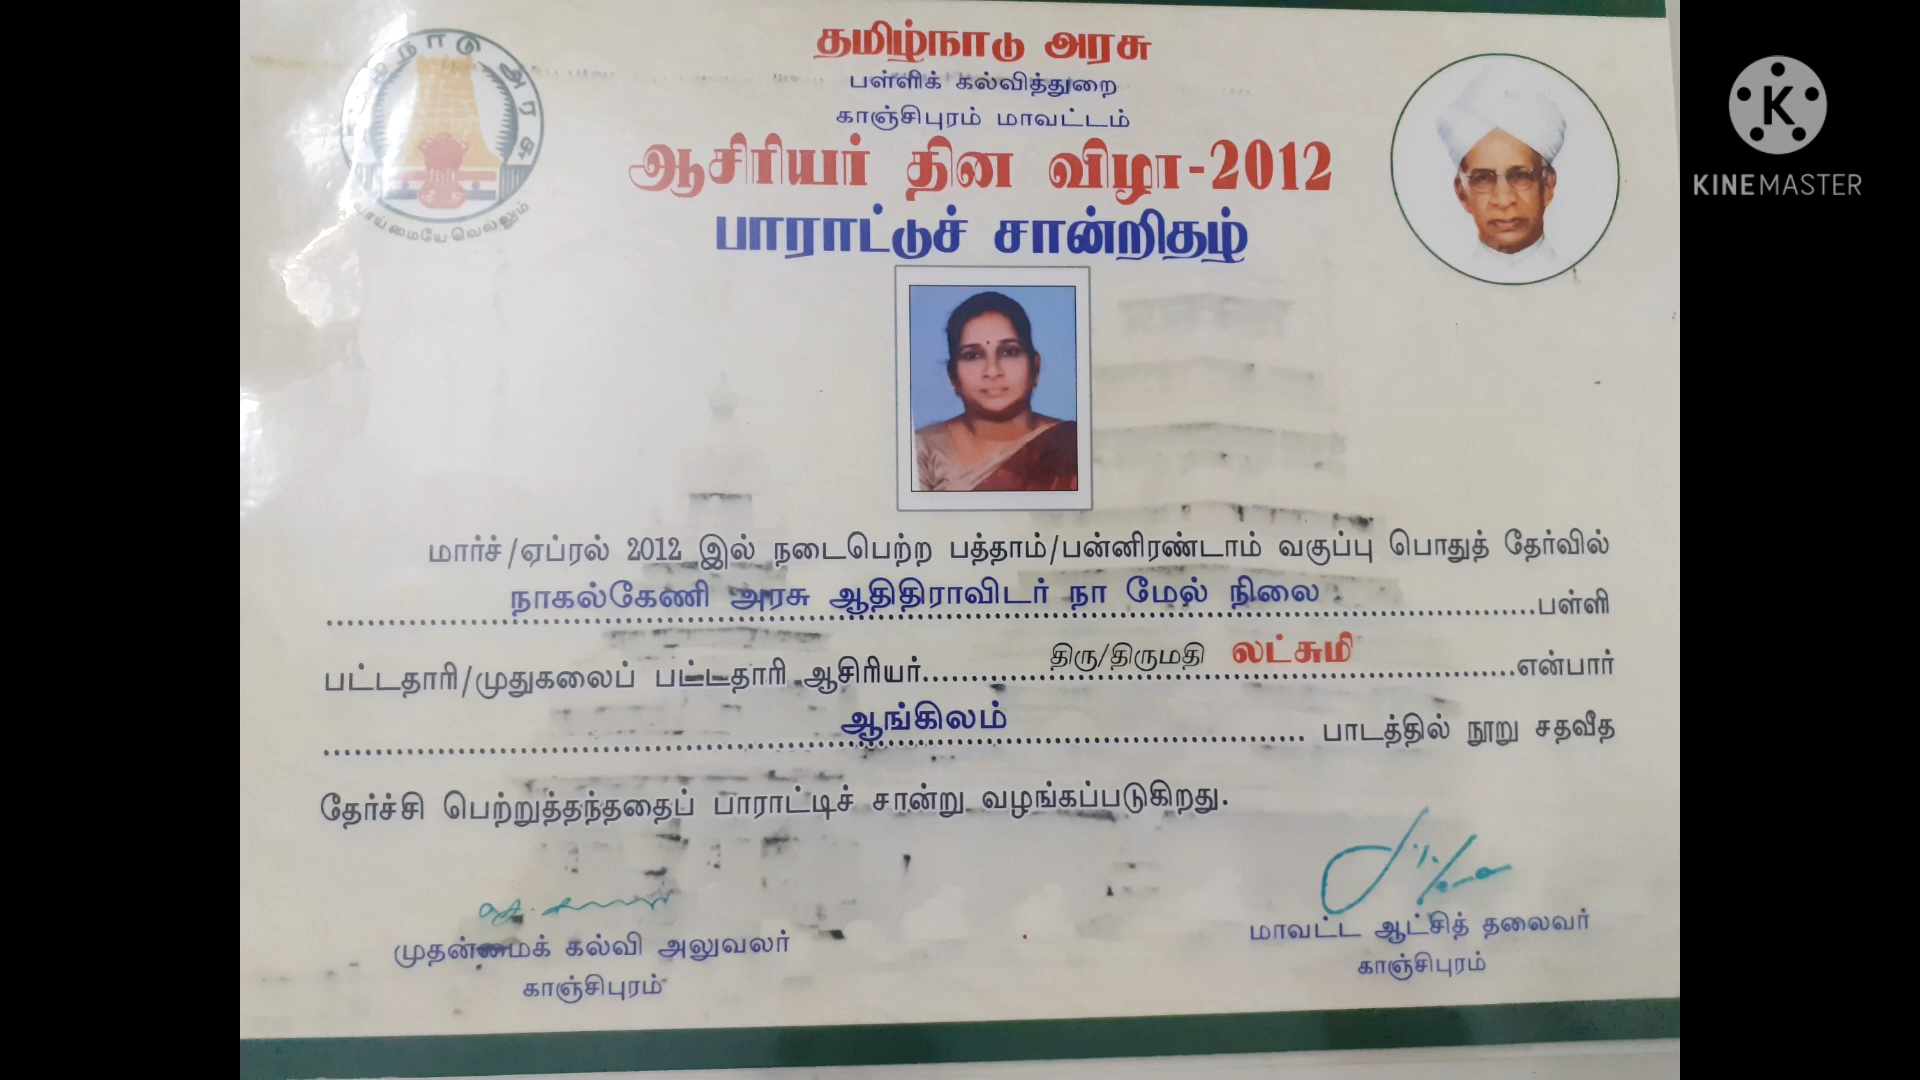 தமிழ்நாடு அரசு
பள்ளிக் கல்வித்துறை
காஞ்சிபுரம் மாவட்டம்
ஆசிரியர் தின விழா-2012
பாராட்டுச் சான்றிதழ்
நாடு அரசு
வாய்மையே வெல்லும்
KINEMASTER
மார்ச்/ஏப்ரல் 2012 இல் நடைபெற்ற பத்தாம்/பன்னிரண்டாம் வகுப்பு பொதுத் தேர்வில்
நாகல்கேணி அரசு ஆதிதிராவிடர் நா மேல் நிலை பள்ளி
பட்டதாரி/முதுகலைப் பட்டதாரி ஆசிரியர் திரு/திருமதி லட்சுமி என்பார்
ஆங்கிலம் பாடத்தில் நூறு சதவீத
தேர்ச்சி பெற்றுத்தந்ததைப் பாராட்டிச் சான்று வழங்கப்படுகிறது.
முதன்மைக் கல்வி அலுவலர்
காஞ்சிபுரம்
மாவட்ட ஆட்சித் தலைவர்
காஞ்சிபுரம்